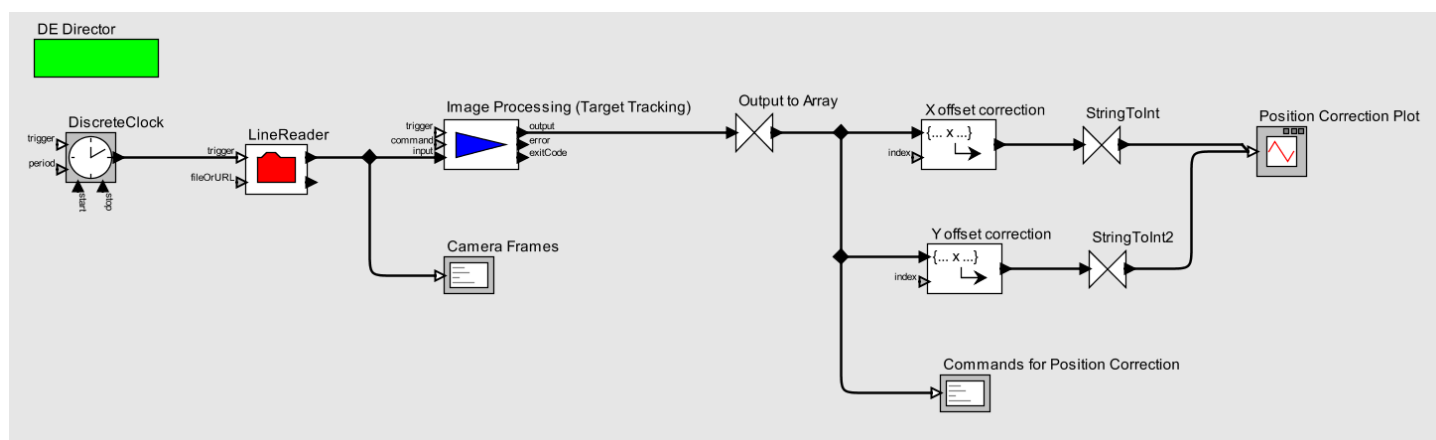 DE Director
DiscreteClock
trigger
period
start
stop
LineReader
trigger
fileOrURL
Image Processing (Target Tracking)
trigger
command
input
output
error
exitCode
Camera Frames
Output to Array
X offset correction
{... x ...}
index
StringToInt
Position Correction Plot
Y offset correction
{... x ...}
index
StringToInt2
Commands for Position Correction